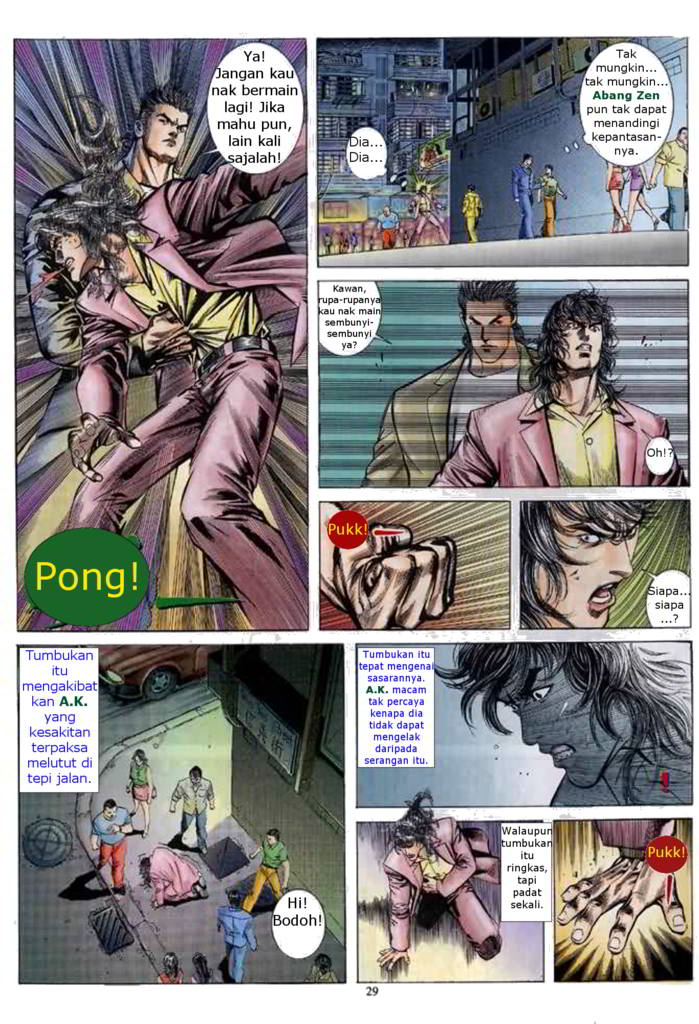 Ya!
Jangan kau
nak bermain
lagi! Jika
mahu pun,
lain kali
sajalah!
Pong!
Dia...
Dia...
Tak
mungkin...
tak mungkin...
Abang Zen
pun tak dapat
menandingi
kepantasan-
nya.
Kawan,
rupa-rupanya
kau nak main
sembunyi-
sembunyi
ya?
Oh!?
Pukk!
Siapa...
siapa
...?
Tumbukan
itu
mengakibat
kan A.K.
yang
kesakitan
terpaksa
melutut di
tepi jalan.
Hi!
Bodoh!
Tumbukan itu
tepat mengenai
sasarannya.
A.K. macam
tak percaya
kenapa dia
tidak dapat
mengelak
daripada
serangan itu.
!
Walaupun
tumbukan
itu
ringkas,
tapi
padat
sekali.
Pukk!
29